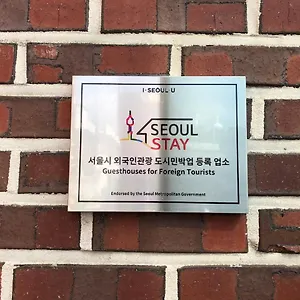 I·SEOUL·U
SEOUL
STAY
서울시 외국인관광 도시민박업 등록 업소
Guesthouses for Foreign Tourists
Endorsed by the Seoul Metropolitan Government